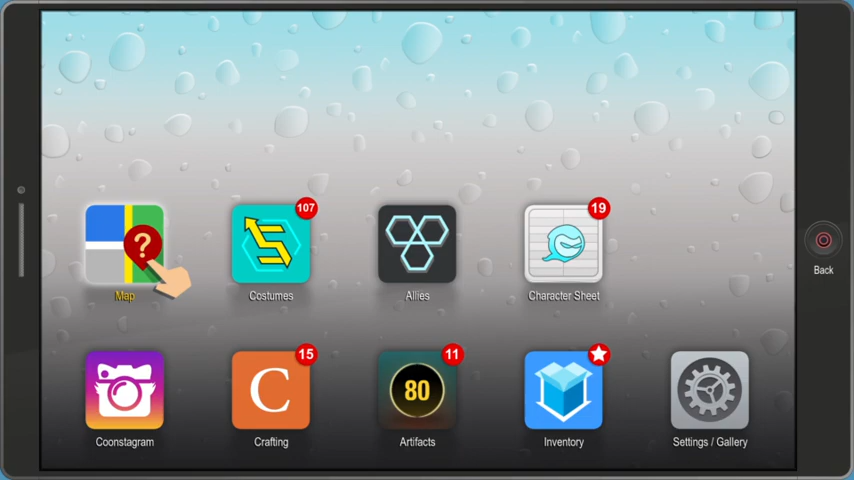 107
19
?
Map
Costumes
Allies
Character Sheet
Back
15
11
C
80
Coonstagram
Crafting
Artifacts
Inventory
Settings / Gallery